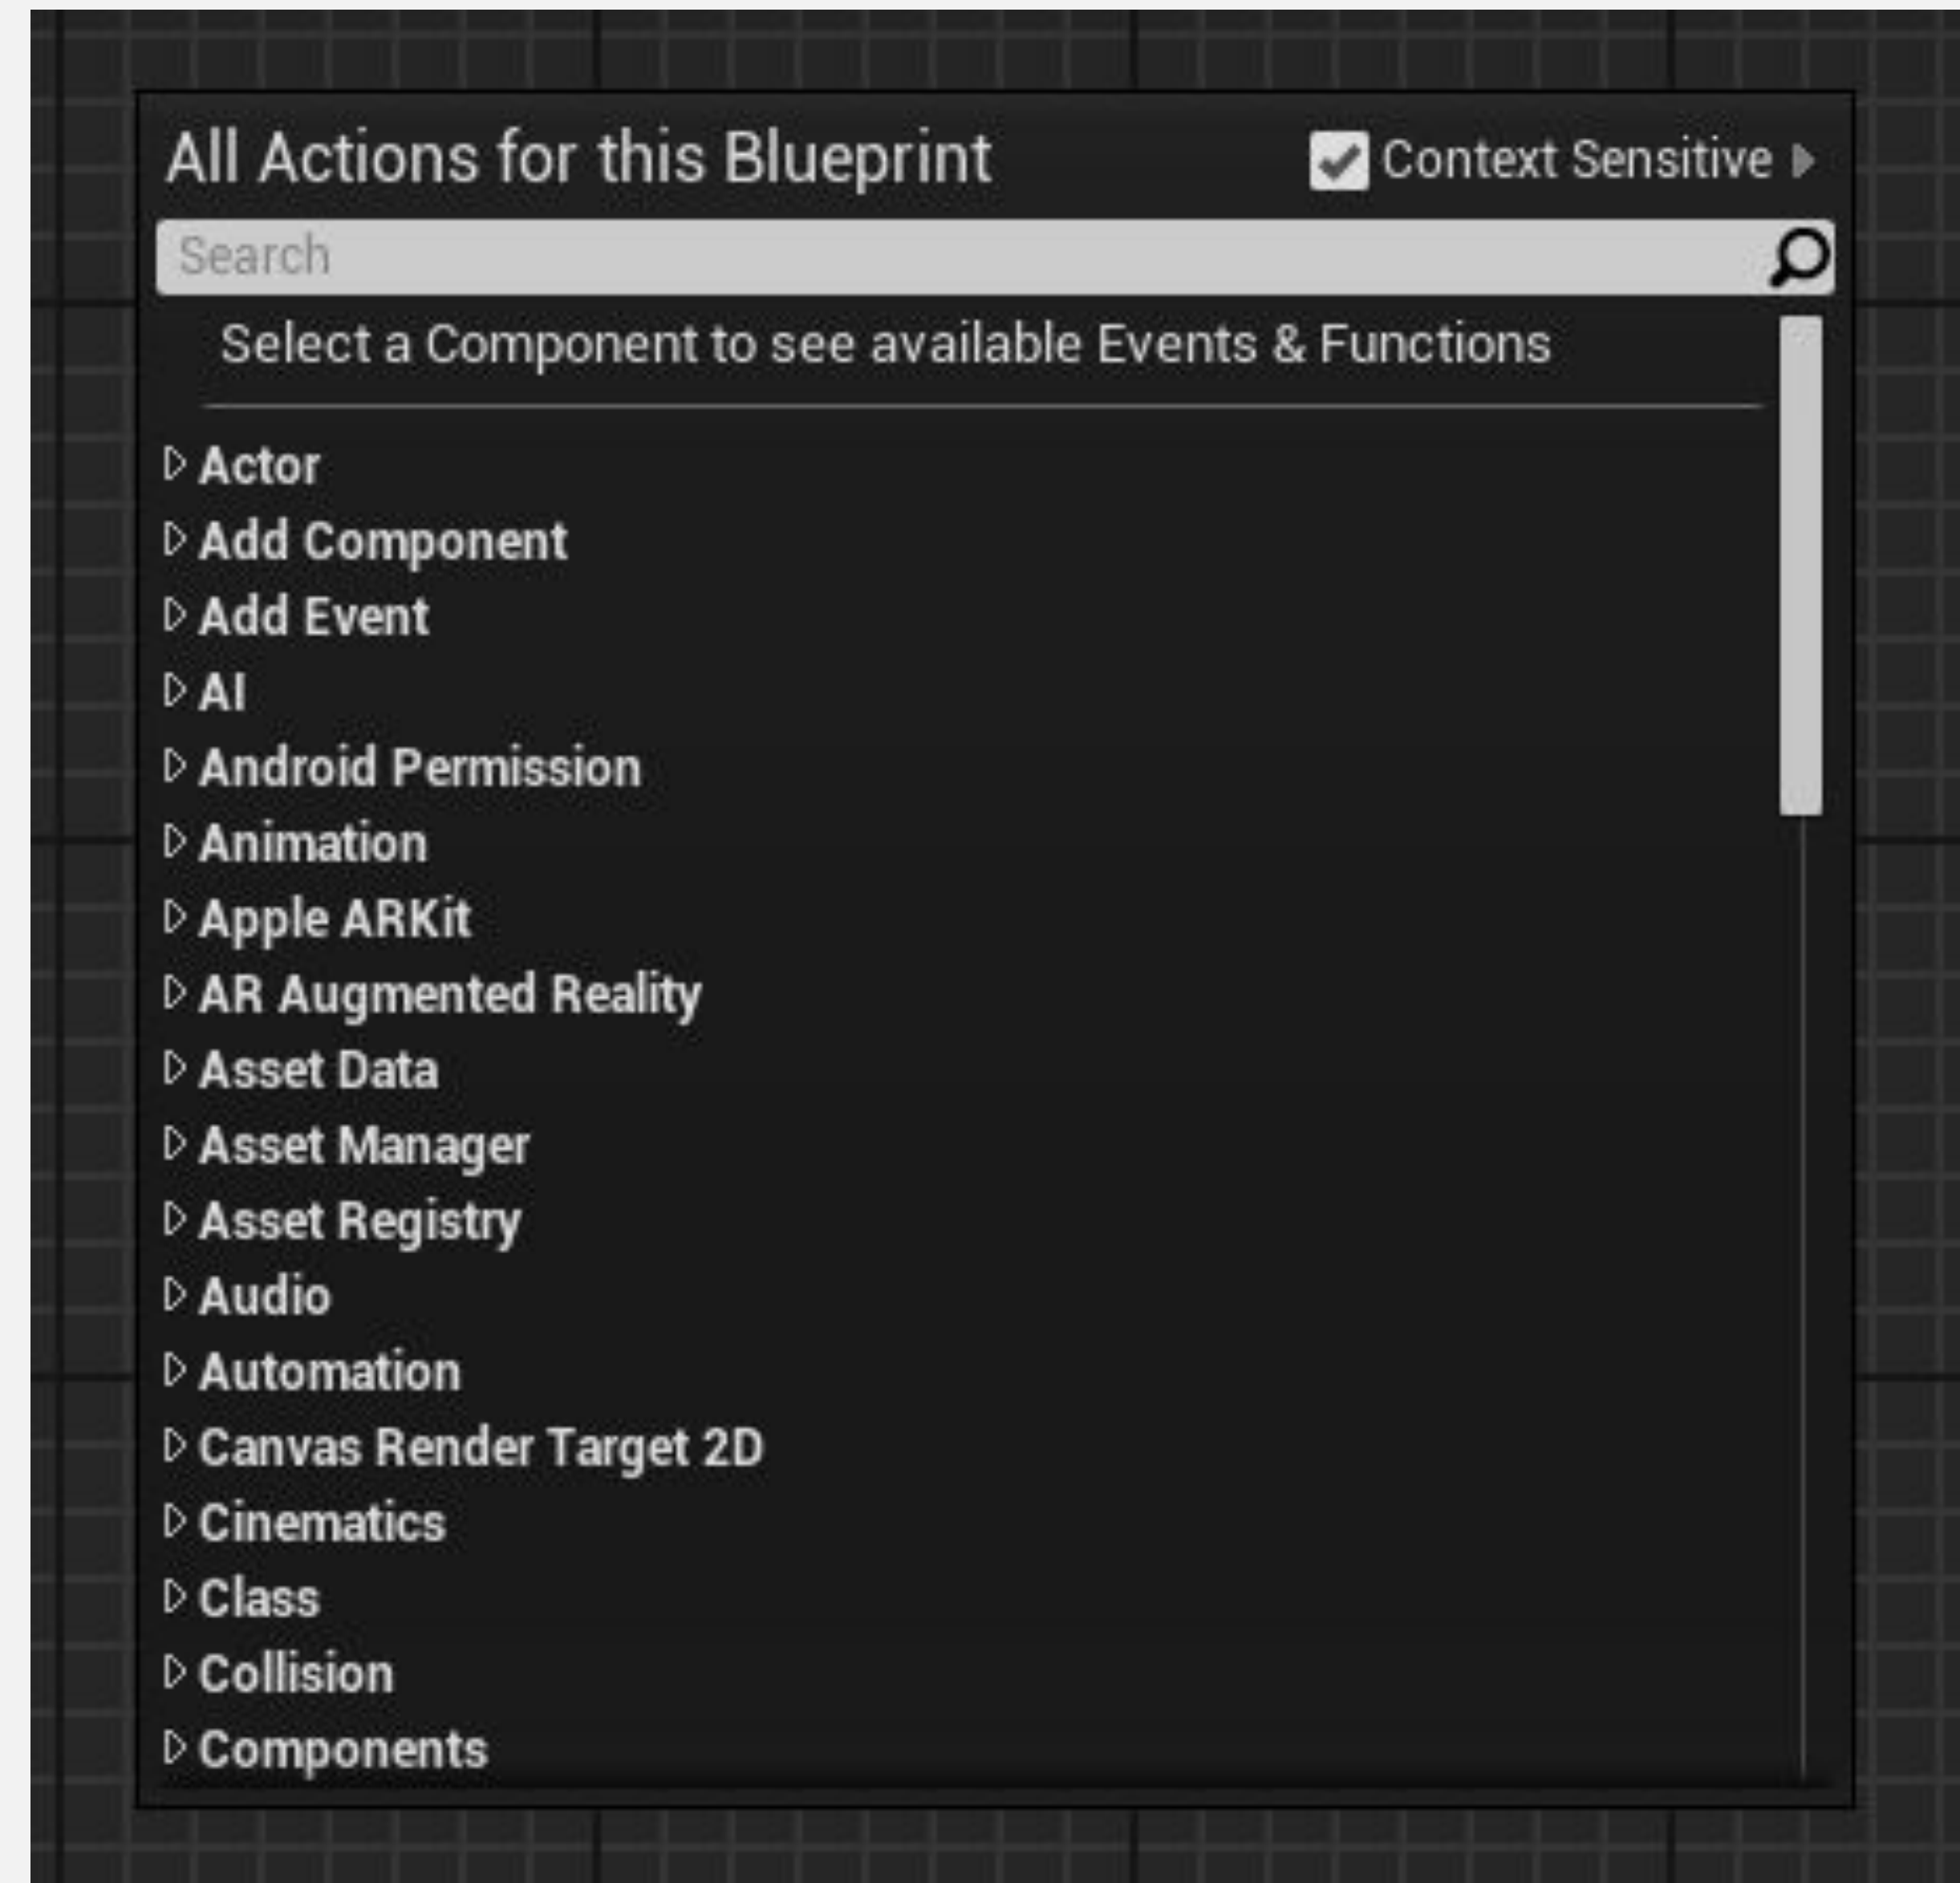 All Actions for this Blueprint Context Sensitive
Search
Select a Component to see available Events & Functions
Actor
Add Component
Add Event
AI
Android Permission
Animation
Apple ARKit
AR Augmented Reality
Asset Data
Asset Manager
Asset Registry
Audio
Automation
Canvas Render Target 2D
Cinematics
Class
Collision
Components